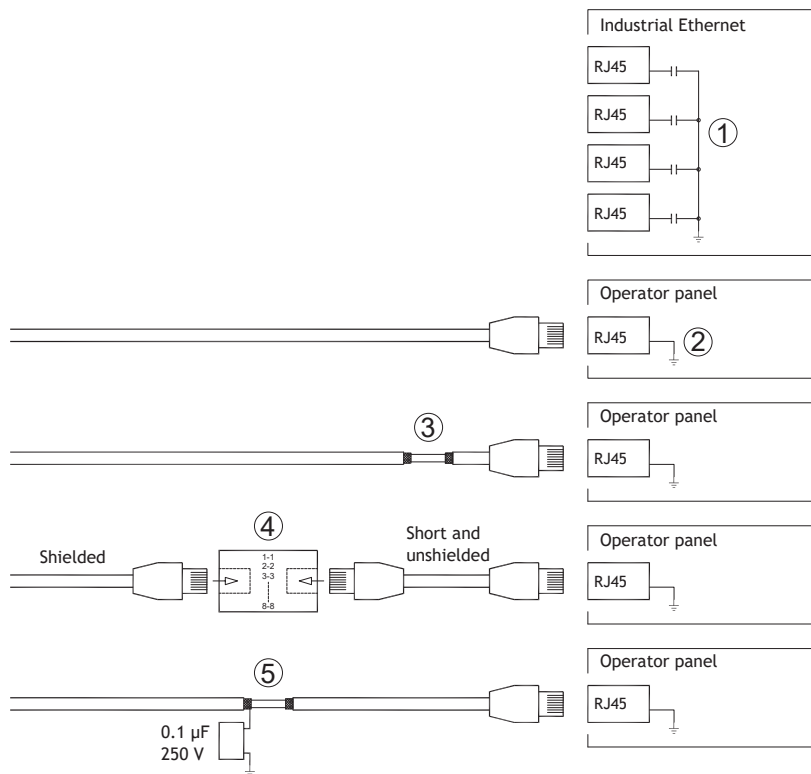 Industrial Ethernet
RJ45
RJ45
①
RJ45
RJ45
Operator panel
RJ45
②
Operator panel
③
RJ45
④
Operator panel
Shielded
1-1
2-2
3-3
8-8
Short and
unshielded
RJ45
Operator panel
⑤
RJ45
0.1 µF
250 V